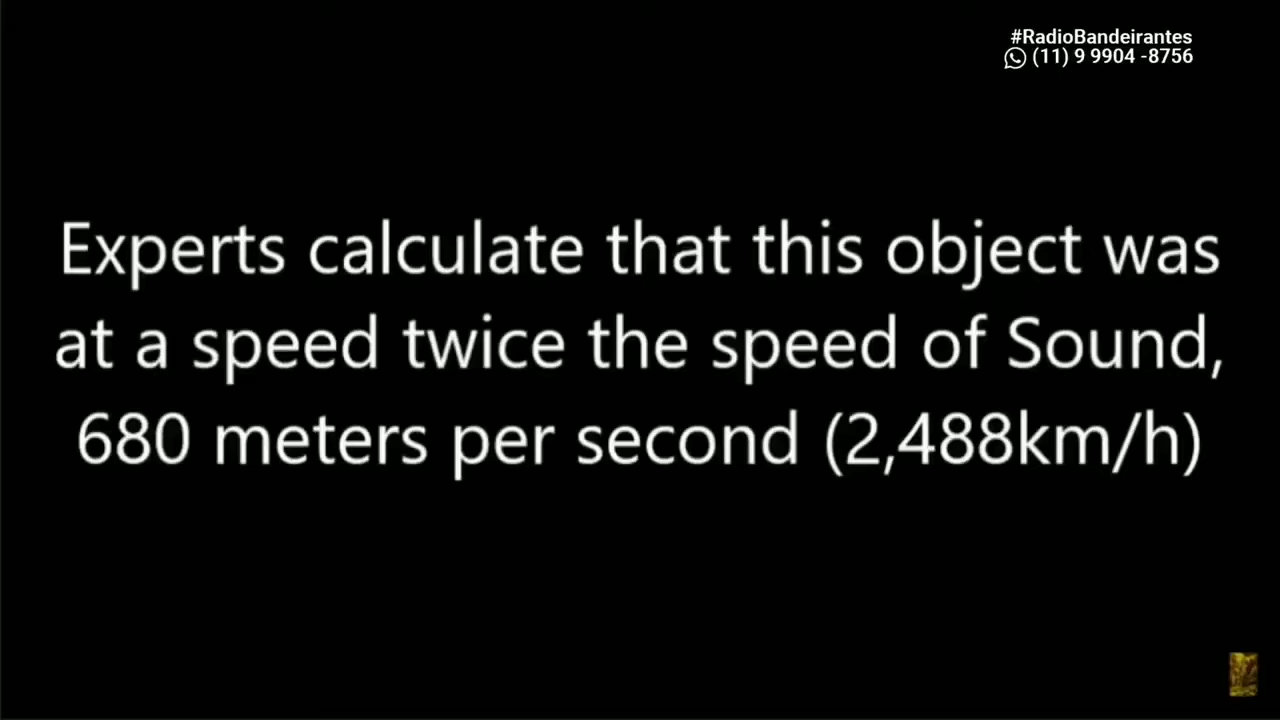 #RadioBandeirantes
(11) 9 9904 -8756
Experts calculate that this object was
at a speed twice the speed of Sound,
680 meters per second (2,488km/h)